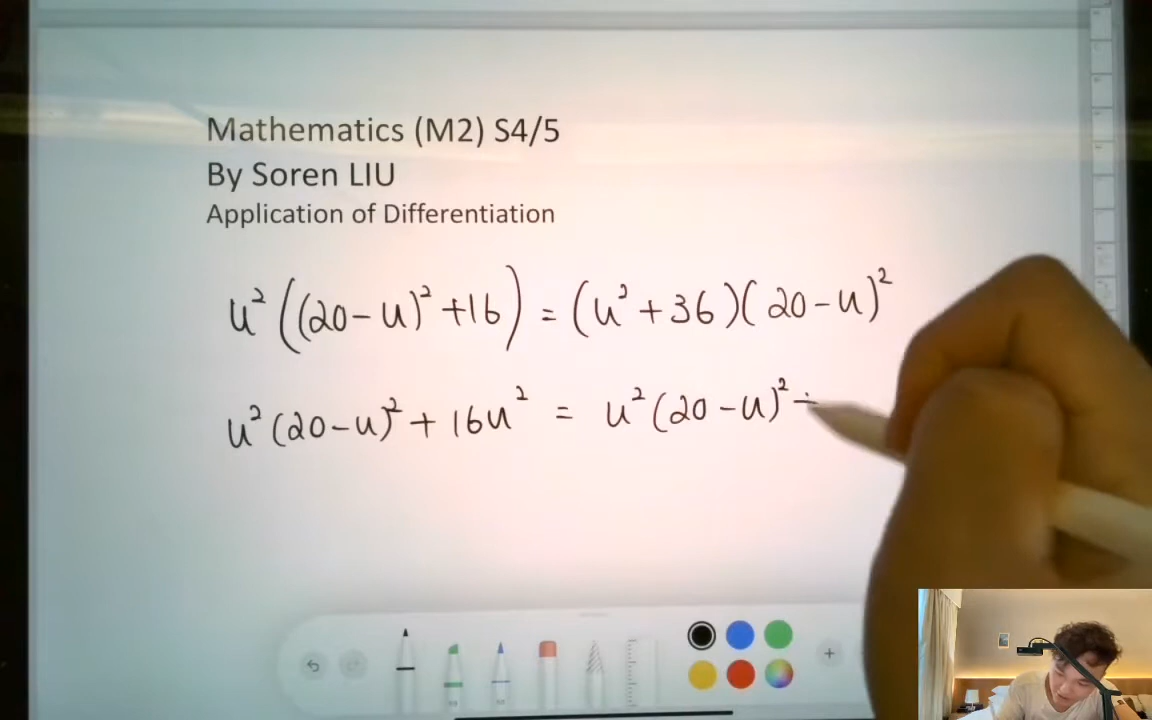 Mathematics (M2) S4/5
By Soren LIU
Application of Differentiation
u²((20-u)²+16) = (u²+36)(20-u)²
u²(20-u)² + 16u² = u²(20-u)²